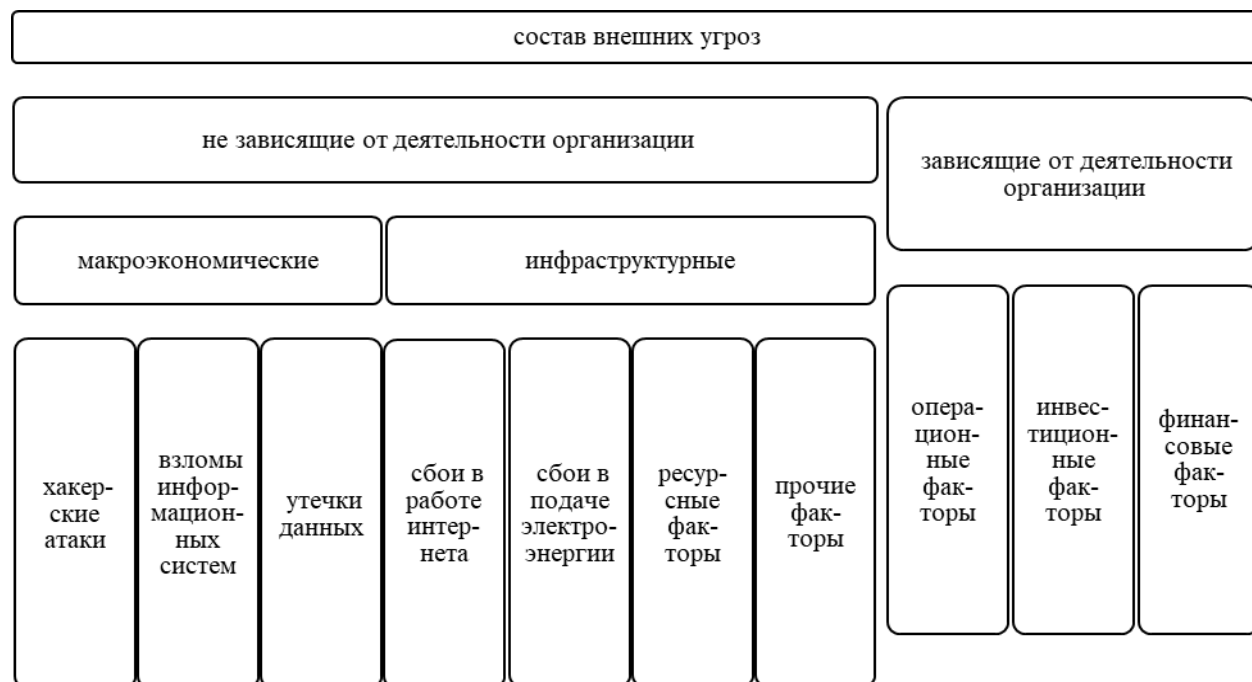 состав внешних угроз
не зависящие от деятельности организации
зависящие от деятельности
организации
макроэкономические
инфраструктурные
хакер-
ские
атаки
взломы
инфор-
мацион-
ных
систем
утечки
данных
сбои в
работе
интер-
нета
сбои в
подаче
электро-
энергии
ресур-
сные
фак-
торы
прочие
фак-
торы
опера-
цион-
ные
фак-
торы
инвес-
тицион-
ные
фак-
торы
финан-
совые
фак-
торы